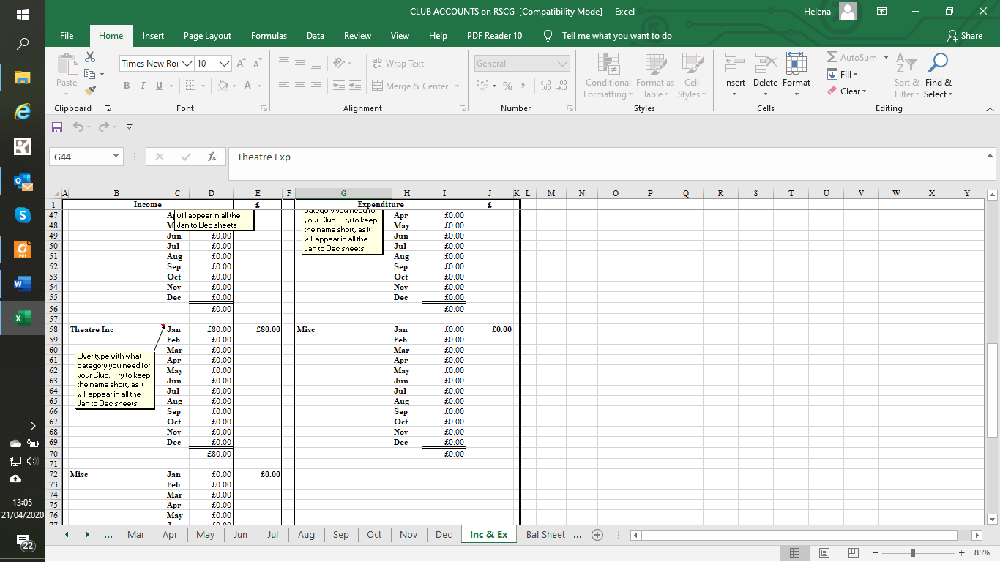 CLUB ACCOUNTS on RSCG [Compatibility Mode] - Excel
Helena
File Home Insert Page Layout Formulas Data Review View Help PDF Reader 10 Tell me what you want to do Share
Paste
Clipboard
Times New Ro 10
B I U
Font
Wrap Text
Merge & Center
Alignment
General
% ,
Number
Conditional Formatting
Format as Table
Cell Styles
Styles
Insert Delete Format
Cells
AutoSum
Fill
Clear
Sort & Filter
Find & Select
Editing
G44 fx Theatre Exp
A B C D E F G H I J K L M N O P Q R S T U V W X Y
1 Income £ Expenditure £
will appear in all the
Jan to Dec sheets
your Club. Try to keep
the name short, as it
will appear in all the
Jan to Dec sheets
47 Apr £0.00
48 May £0.00
49 Jun £0.00 Jun £0.00
50 Jul £0.00 Jul £0.00
51 Aug £0.00 Aug £0.00
52 Sep £0.00 Sep £0.00
53 Oct £0.00 Oct £0.00
54 Nov £0.00 Nov £0.00
55 Dec £0.00 Dec £0.00
56 £0.00 £0.00
57
58 Theatre Inc Jan £80.00 £80.00 Misc Jan £0.00 £0.00
59 Feb £0.00 Feb £0.00
60 Mar £0.00 Mar £0.00
61 Apr £0.00 Apr £0.00
62 May £0.00 May £0.00
63 Jun £0.00 Jun £0.00
64 Jul £0.00 Jul £0.00
65 Aug £0.00 Aug £0.00
66 Sep £0.00 Sep £0.00
67 Oct £0.00 Oct £0.00
68 Nov £0.00 Nov £0.00
69 Dec £0.00 Dec £0.00
70 £80.00 £0.00
71
Over type with what
category you need for
your Club. Try to keep
the name short, as it
will appear in all the
Jan to Dec sheets
72 Misc Jan £0.00 £0.00
73 Feb £0.00
74 Mar £0.00
75 Apr £0.00
76 May £0.00
... Mar Apr May Jun Jul Aug Sep Oct Nov Dec Inc & Ex Bal Sheet ...
85%
13:05
21/04/2020
22